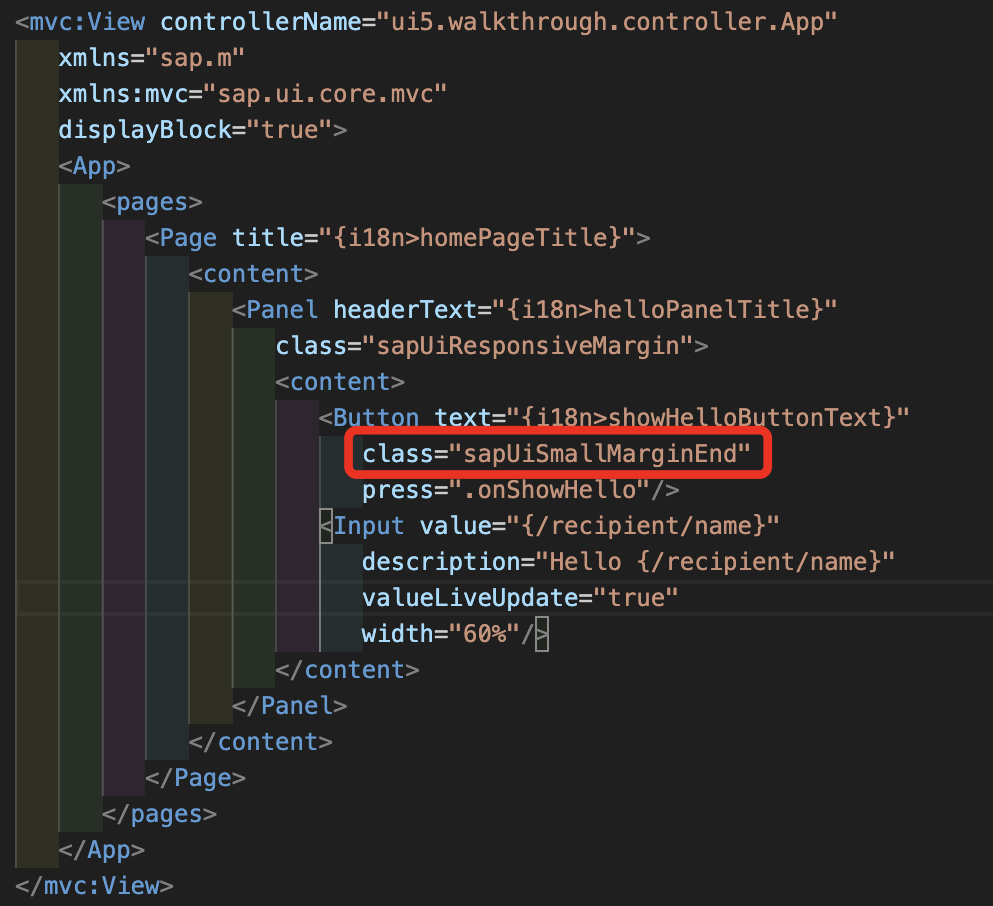 <mvc:View controllerName="ui5.walkthrough.controller.App"
    xmlns="sap.m"
    xmlns:mvc="sap.ui.core.mvc"
    displayBlock="true">
    <App>
        <pages>
            <Page title="{i18n>homePageTitle}">
                <content>
                    <Panel headerText="{i18n>helloPanelTitle}"
                        class="sapUiResponsiveMargin">
                        <content>
                            <Button text="{i18n>showHelloButtonText}"
                                class="sapUiSmallMarginEnd"
                                press=".onShowHello"/>
                            <Input value="{/recipient/name}"
                                description="Hello {/recipient/name}"
                                valueLiveUpdate="true"
                                width="60%"/>
                        </content>
                    </Panel>
                </content>
            </Page>
        </pages>
    </App>
</mvc:View>